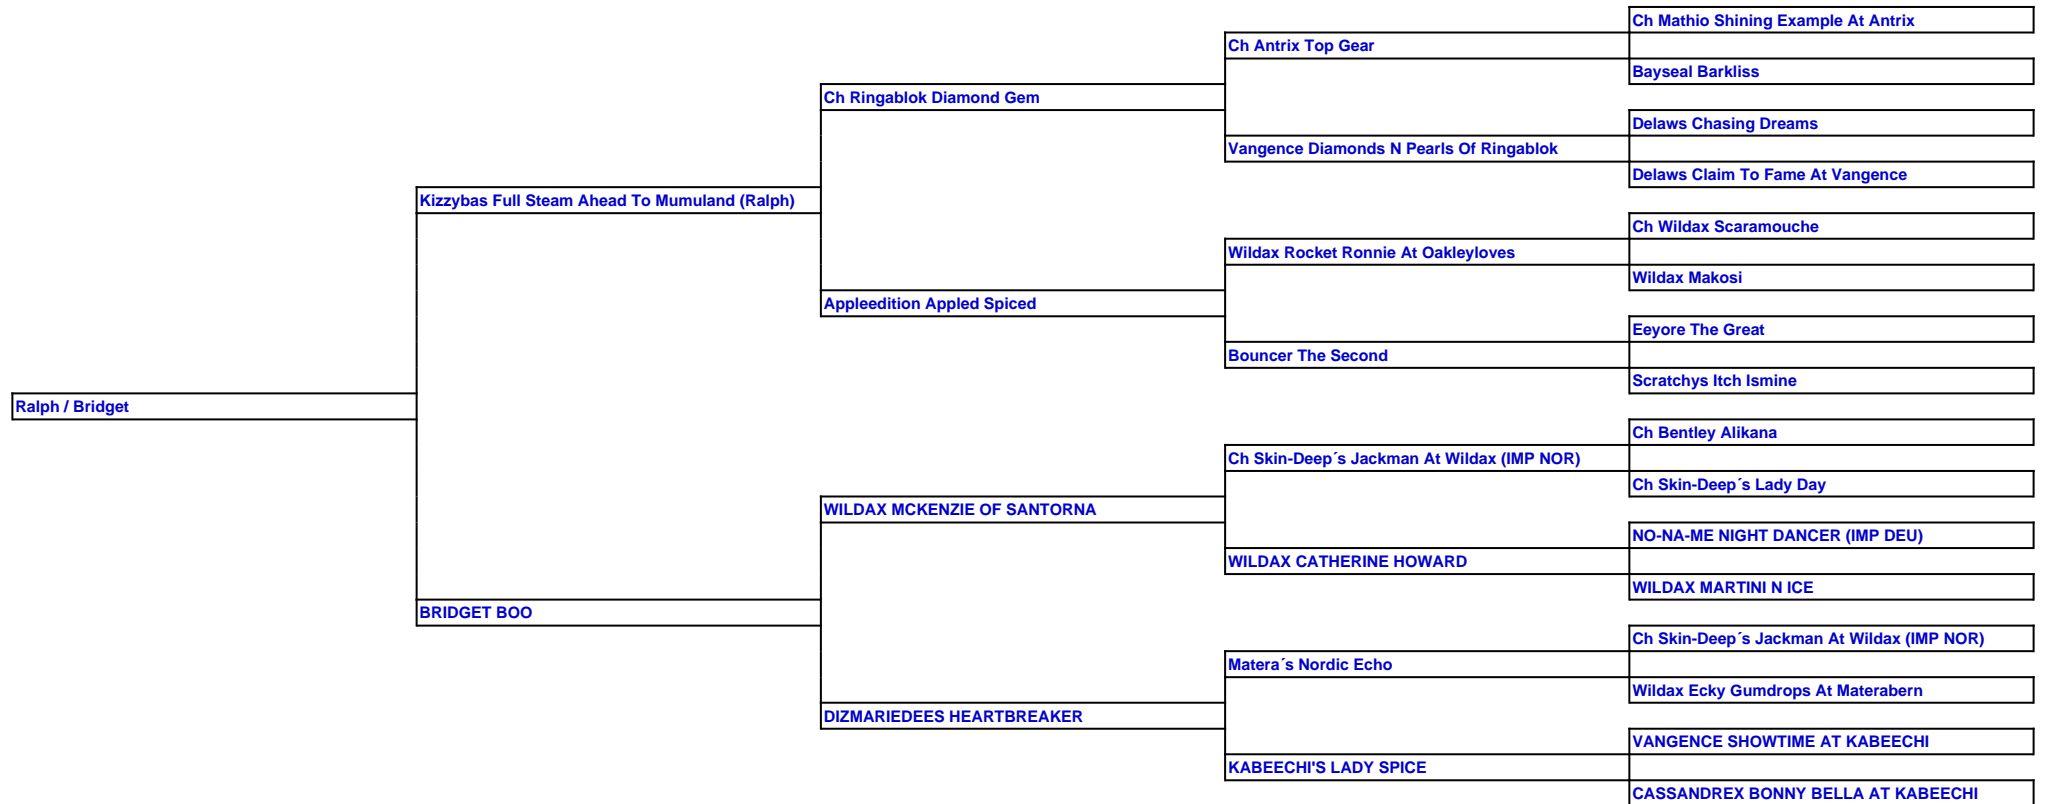 Ch Mathio Shining Example At Antrix
Ch Antrix Top Gear
Bayseal Barkliss
Ch Ringablok Diamond Gem
Delaws Chasing Dreams
Vangence Diamonds N Pearls Of Ringablok
Delaws Claim To Fame At Vangence
Kizzybas Full Steam Ahead To Mumuland (Ralph)
Ch Wildax Scaramouche
Wildax Rocket Ronnie At Oakleyloves
Wildax Makosi
Appleedition Appled Spiced
Eeyore The Great
Bouncer The Second
Scratchys Itch Ismine
Ralph / Bridget
Ch Bentley Alikana
Ch Skin-Deep´s Jackman At Wildax (IMP NOR)
Ch Skin-Deep´s Lady Day
WILDAX MCKENZIE OF SANTORNA
NO-NA-ME NIGHT DANCER (IMP DEU)
WILDAX CATHERINE HOWARD
WILDAX MARTINI N ICE
BRIDGET BOO
Ch Skin-Deep´s Jackman At Wildax (IMP NOR)
Matera´s Nordic Echo
Wildax Ecky Gumdrops At Materabern
DIZMARIEDEES HEARTBREAKER
VANGENCE SHOWTIME AT KABEECHI
KABEECHI'S LADY SPICE
CASSANDREX BONNY BELLA AT KABEECHI